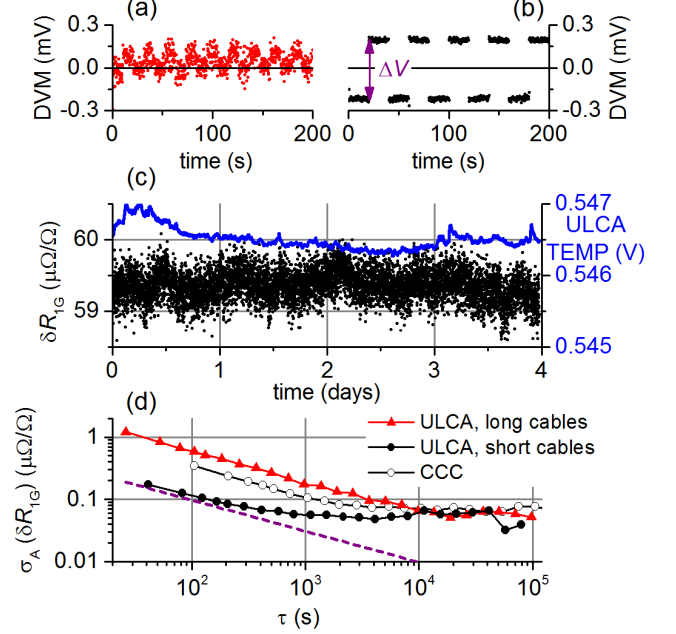 (a)
(b)
DVM (mV)
0.3
0.0
-0.3
0
100
200
time (s)
ΔV
0.3
0.0
-0.3
DVM (mV)
0
100
200
time (s)
(c)
δR1G (μΩ/Ω)
60
59
0
1
2
3
4
time (days)
0.547
ULCA
TEMP (V)
0.546
0.545
(d)
σA (δR1G) (μΩ/Ω)
1
0.1
0.01
ULCA, long cables
ULCA, short cables
CCC
10²
10³
10⁴
10⁵
τ (s)